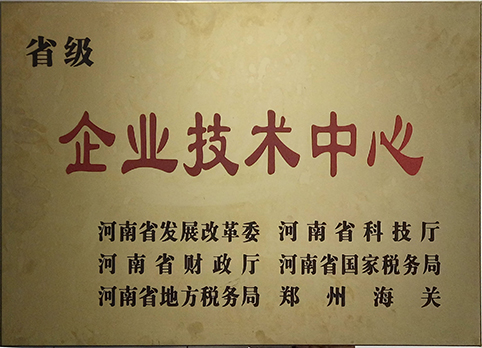 省级
企业技术中心
河南省发展改革委 河南省科技厅
河南省财政厅 河南省国家税务局
河南省地方税务局 郑州海关